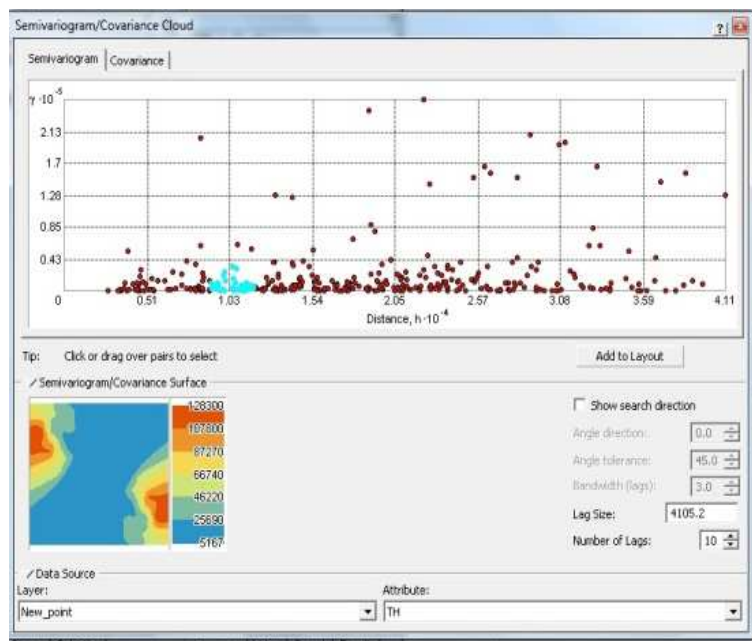 Semivariogram/Covariance Cloud
Semivariogram
Covariance
γ·10⁻⁵
2.13
1.7
1.28
0.85
0.43
0 0.51 1.03 1.54 2.05 2.57 3.08 3.59 4.11
Distance, h·10⁻⁴
Tip: Click or drag over pairs to select
Add to Layout
Semivariogram/Covariance Surface
128300
107800
87270
66740
46220
25690
5167
Show search direction
Angle direction: 0.0
Angle tolerance: 45.0
Bandwidth (lags): 3.0
Lag Size: 4105.2
Number of Lags: 10
Data Source
Layer: Attribute:
New_point TH